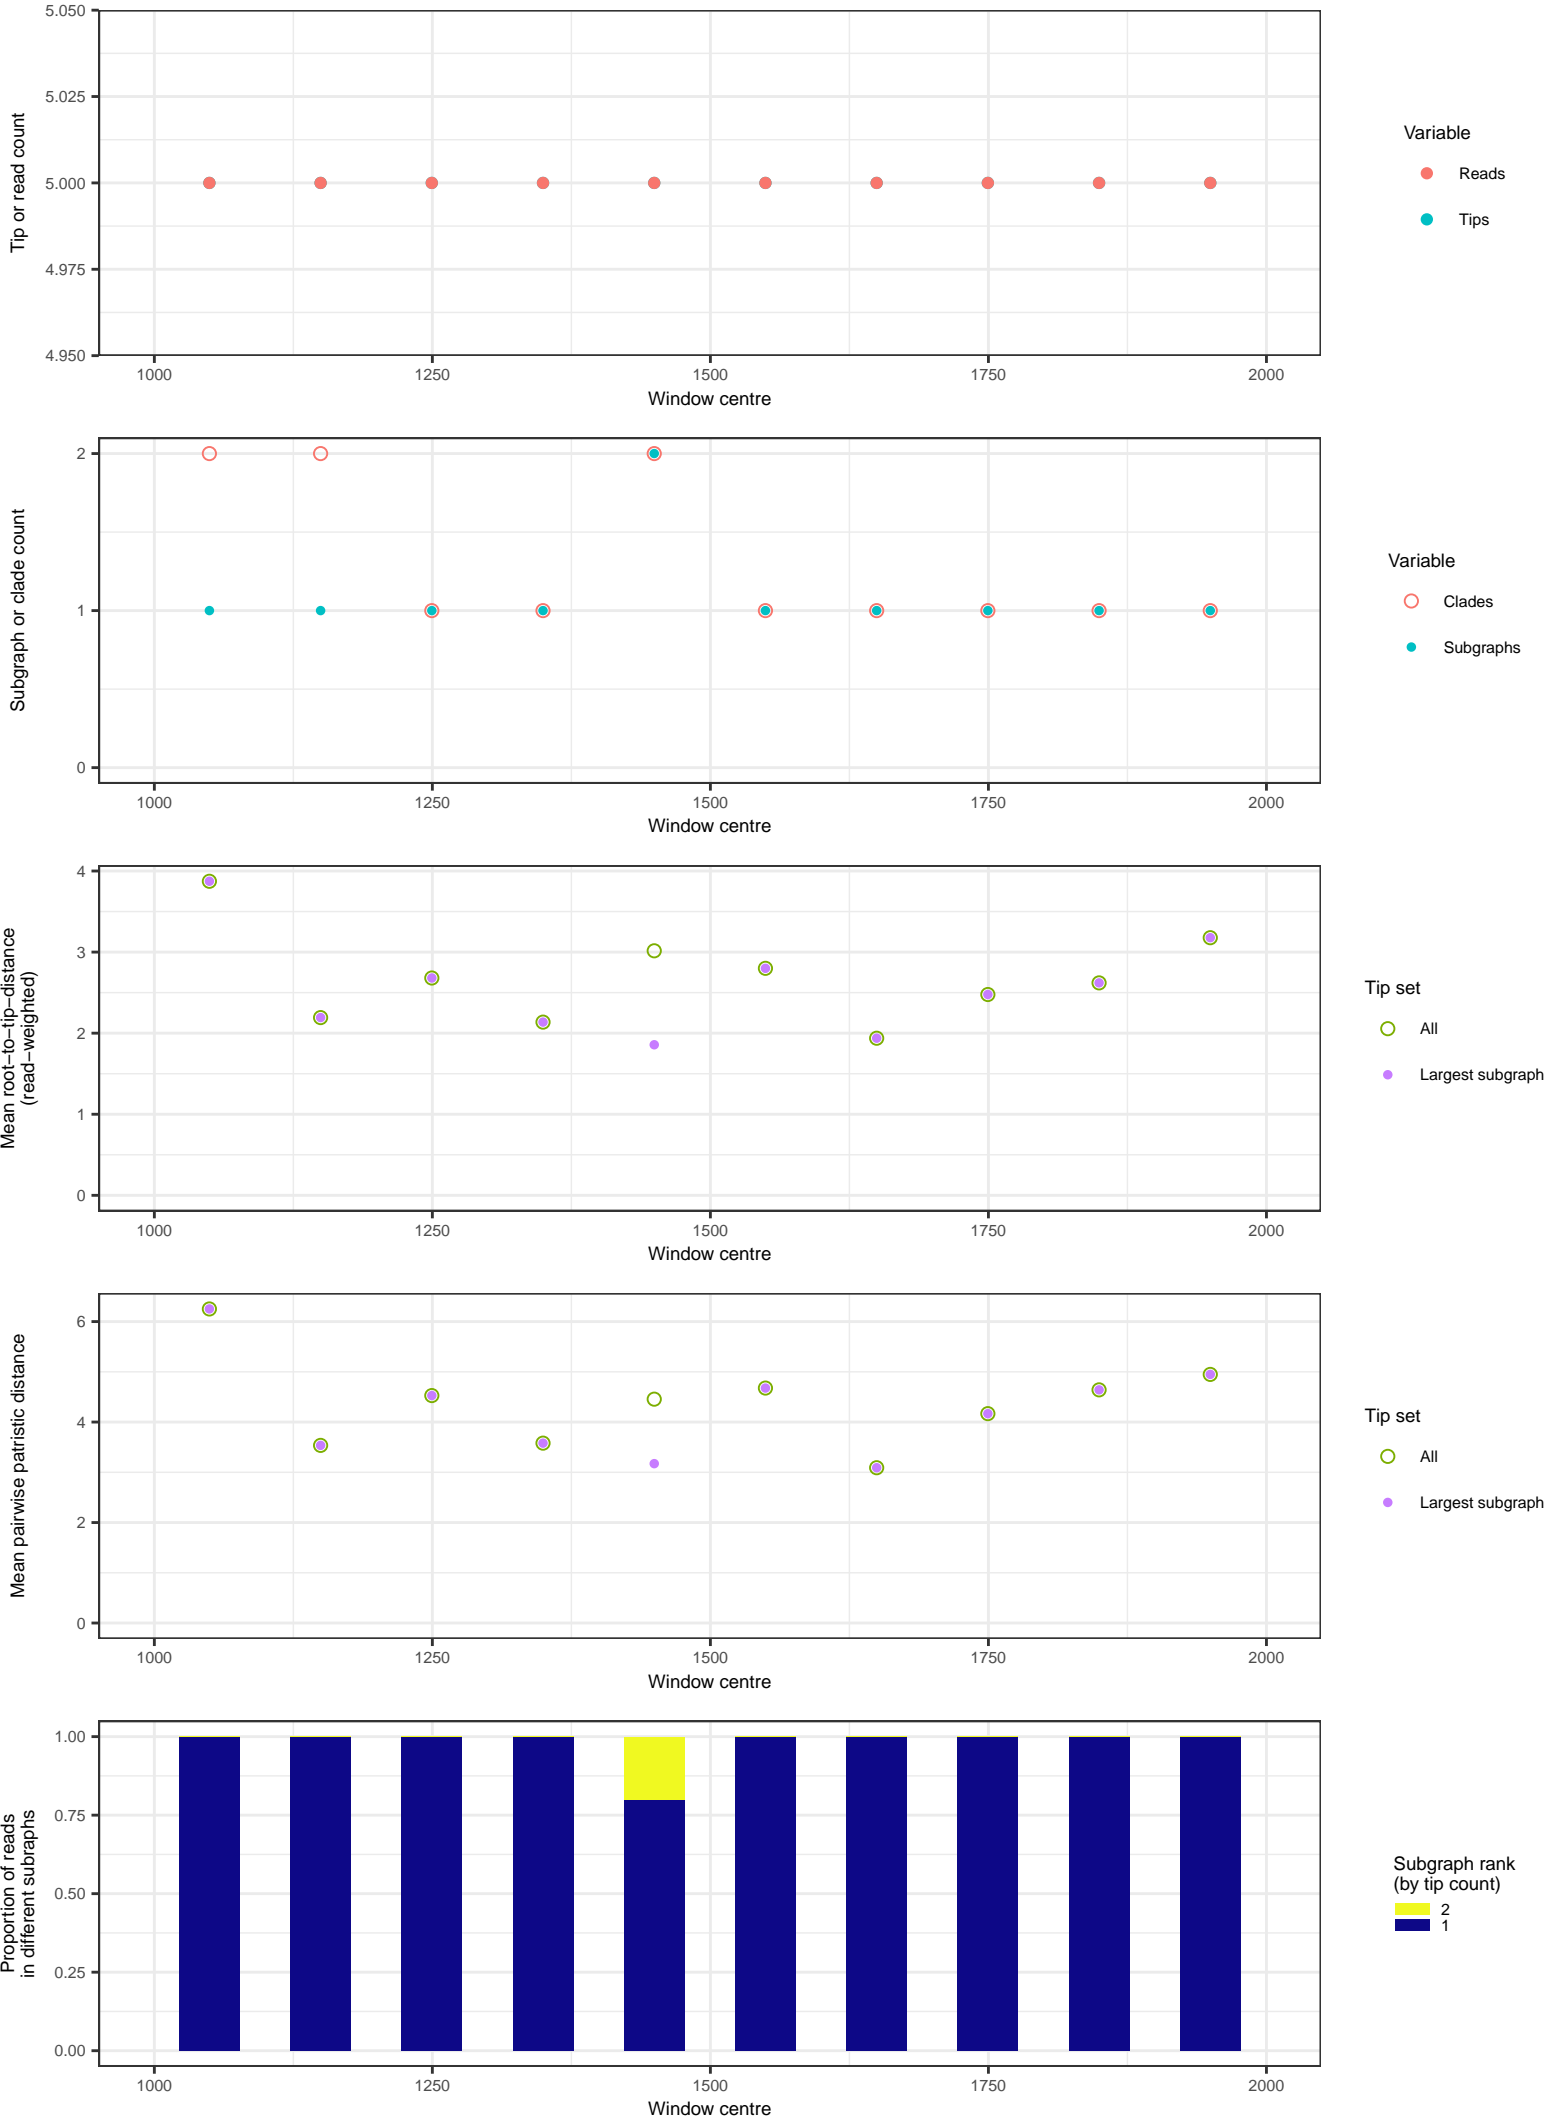 5.050
5.025
5.000
4.975
4.950
Tip or read count
1000 1250 1500 1750 2000
Window centre
Variable
Reads
Tips
2
1
0
Subgraph or clade count
1000 1250 1500 1750 2000
Window centre
Variable
Clades
Subgraphs
4
3
2
1
0
Mean root−to−tip−distance
(read−weighted)
1000 1250 1500 1750 2000
Window centre
Tip set
All
Largest subgraph
6
4
2
0
Mean pairwise patristic distance
1000 1250 1500 1750 2000
Window centre
Tip set
All
Largest subgraph
1.00
0.75
0.50
0.25
0.00
Proportion of reads
in different subraphs
1000 1250 1500 1750 2000
Window centre
Subgraph rank
(by tip count)
2
1